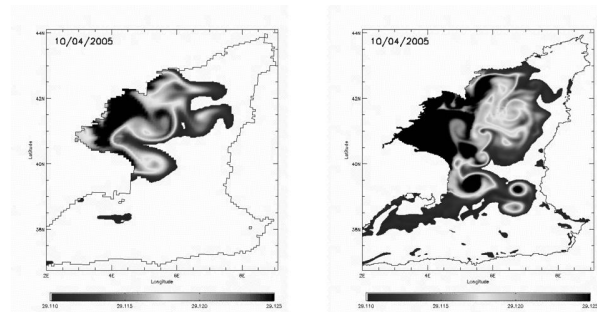 10/04/2005
44N
42N
40N
38N
Latitude
2E 4E 6E 8E
Longitude
29.110 29.115 29.120 29.125
10/04/2005
44N
42N
40N
38N
Latitude
2E 4E 6E 8E
Longitude
29.110 29.115 29.120 29.125